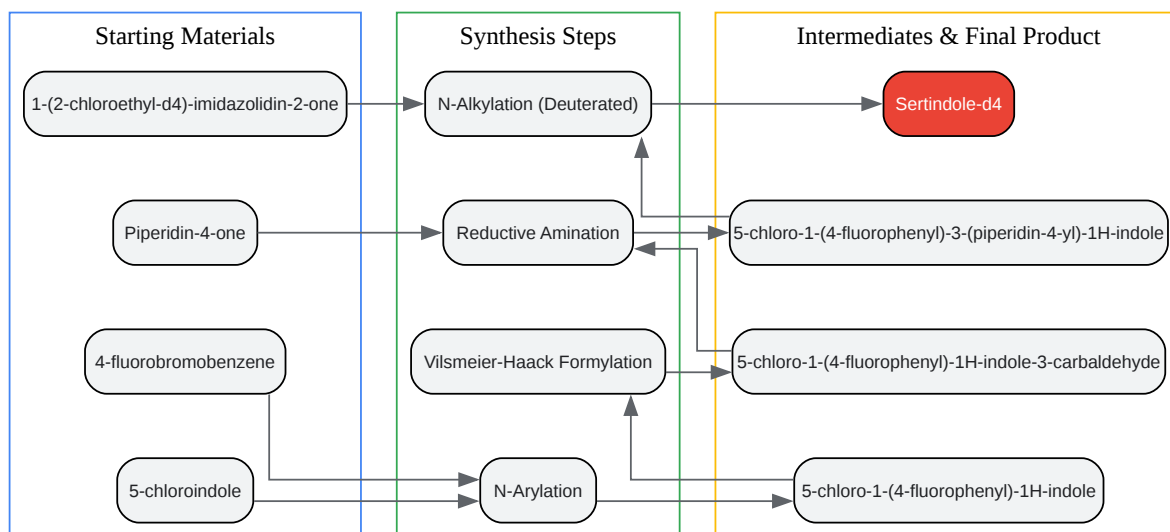 Starting Materials
Synthesis Steps
Intermediates & Final Product
1-(2-chloroethyl-d4)-imidazolidin-2-one
N-Alkylation (Deuterated)
Sertindole-d4
Piperidin-4-one
Reductive Amination
5-chloro-1-(4-fluorophenyl)-3-(piperidin-4-yl)-1H-indole
4-fluorobromobenzene
Vilsmeier-Haack Formylation
5-chloro-1-(4-fluorophenyl)-1H-indole-3-carbaldehyde
5-chloroindole
N-Arylation
5-chloro-1-(4-fluorophenyl)-1H-indole